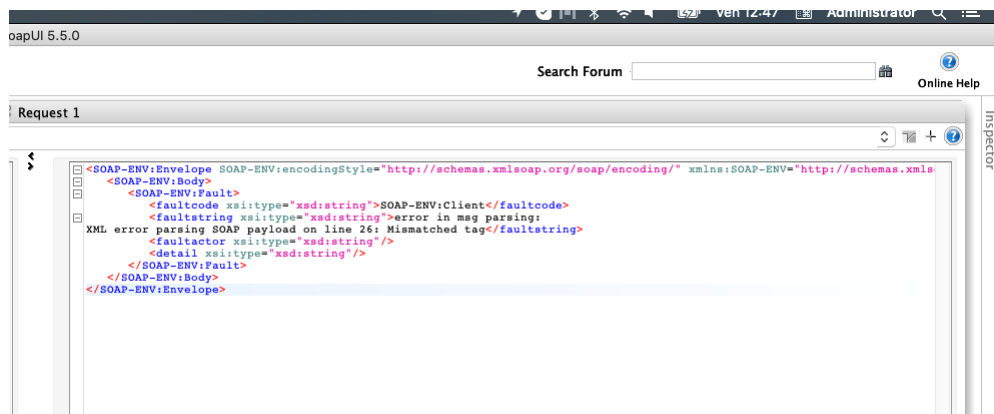 Ven 12:47 Administrator
oapUI 5.5.0
Search Forum
Online Help
Request 1
Inspector
<SOAP-ENV:Envelope SOAP-ENV:encodingStyle="http://schemas.xmlsoap.org/soap/encoding/" xmlns:SOAP-ENV="http://schemas.xmls
<SOAP-ENV:Body>
<SOAP-ENV:Fault>
<faultcode xsi:type="xsd:string">SOAP-ENV:Client</faultcode>
<faultstring xsi:type="xsd:string">error in msg parsing:
XML error parsing SOAP payload on line 26: Mismatched tag</faultstring>
<faultactor xsi:type="xsd:string"/>
<detail xsi:type="xsd:string"/>
</SOAP-ENV:Fault>
</SOAP-ENV:Body>
</SOAP-ENV:Envelope>